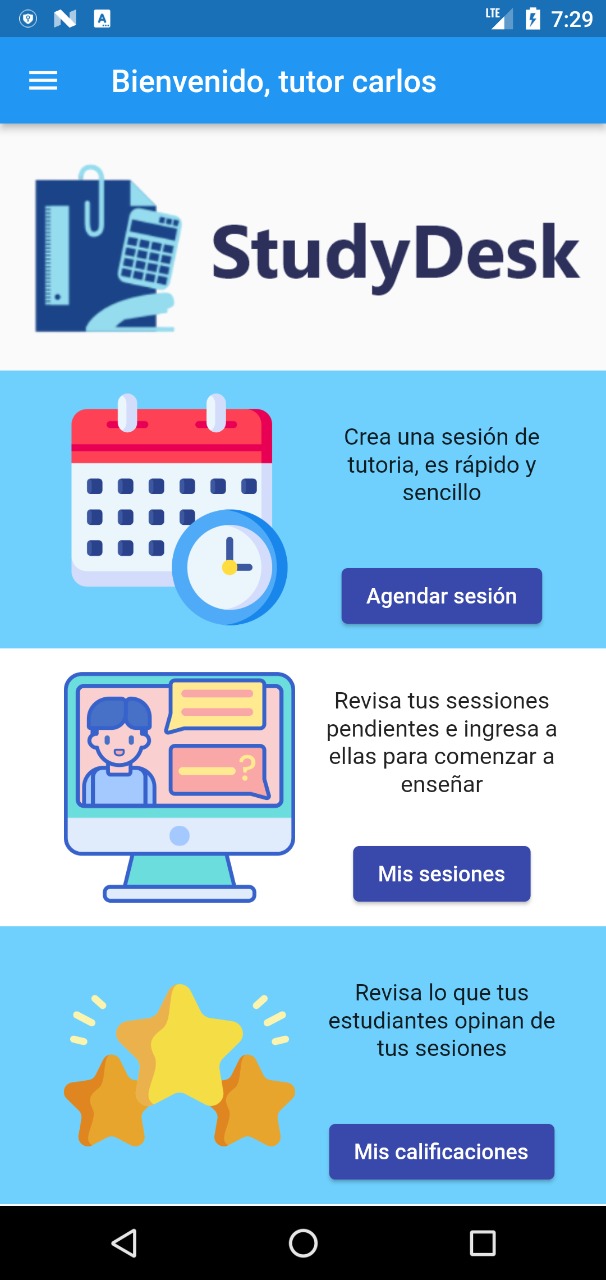 LTE 7:29
Bienvenido, tutor carlos
StudyDesk
Crea una sesión de
tutoria, es rápido y
sencillo
Agendar sesión
?
Revisa tus sessiones
pendientes e ingresa a
ellas para comenzar a
enseñar
Mis sesiones
Revisa lo que tus
estudiantes opinan de
tus sesiones
Mis calificaciones